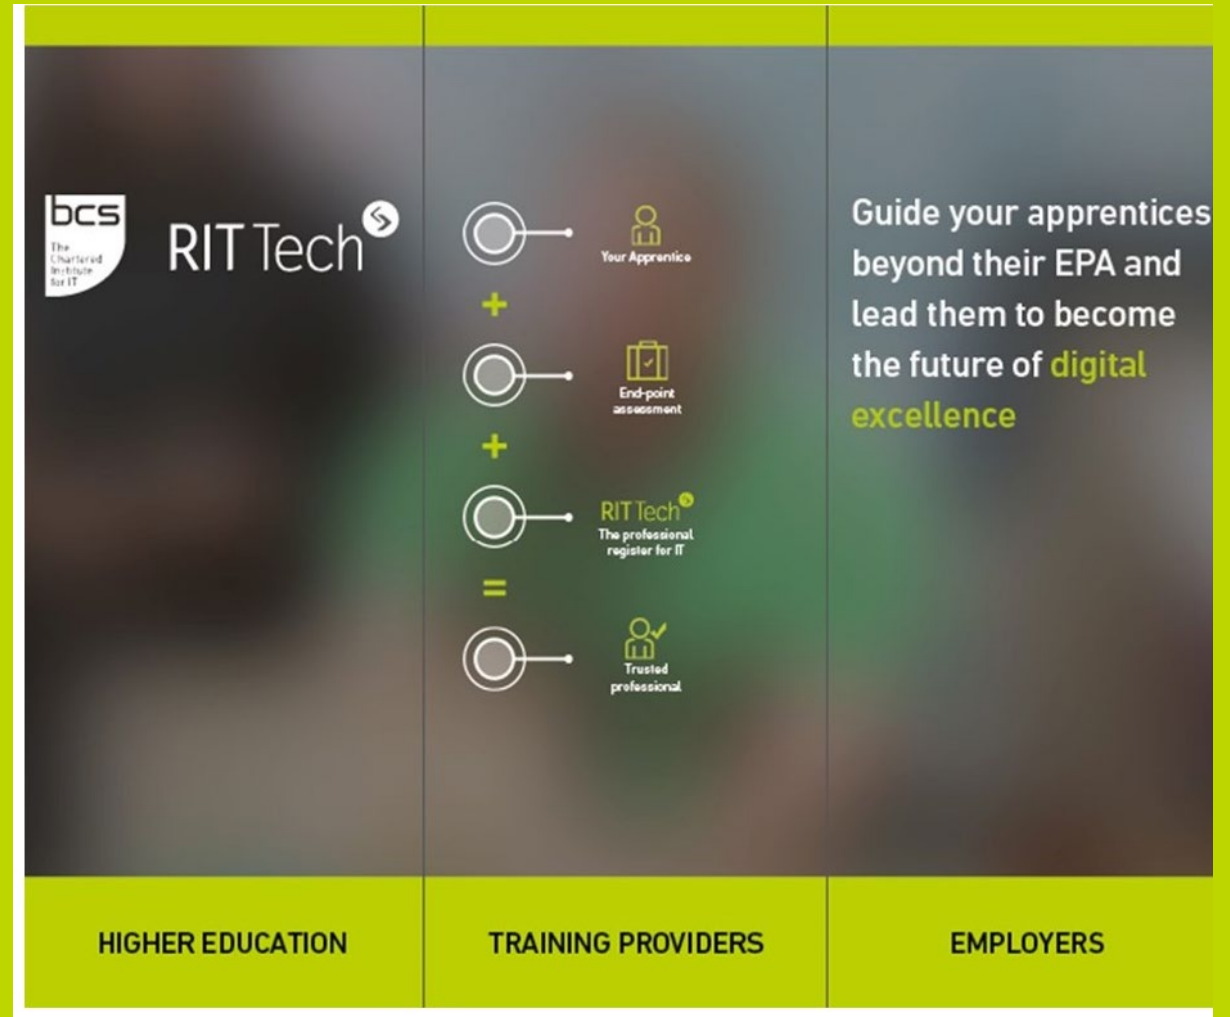 bcs
The
Chartered
Institute
for IT
RIT Tech
Your Apprentice
+
End-point
assessment
+
RIT Tech
The professional
register for IT
=
Trusted
professional
Guide your apprentices
beyond their EPA and
lead them to become
the future of digital
excellence
HIGHER EDUCATION
TRAINING PROVIDERS
EMPLOYERS